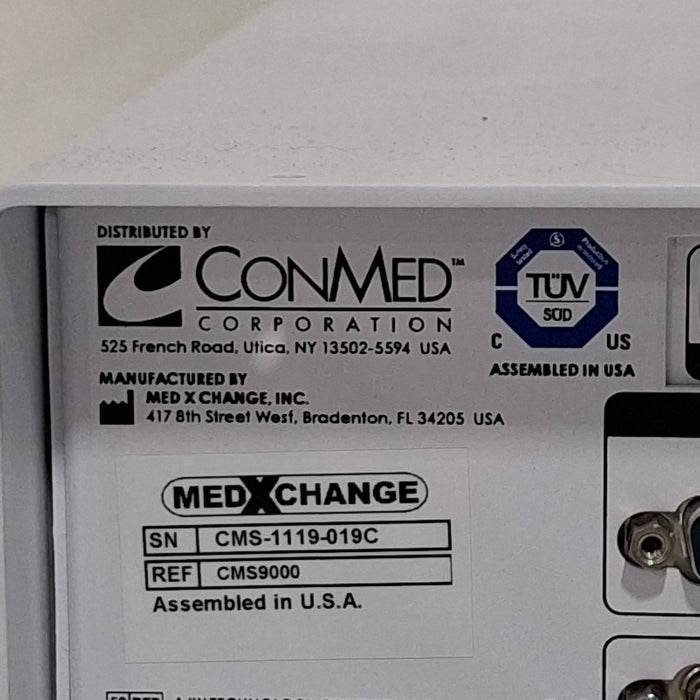 DISTRIBUTED BY
CONMED™
CORPORATION
525 French Road, Utica, NY 13502-5594 USA
MANUFACTURED BY
MED X CHANGE, INC.
417 8th Street West, Bradenton, FL 34205 USA
TÜV
SÜD
C US
ASSEMBLED IN USA
MEDXCHANGE
SN CMS-1119-019C
REF CMS9000
Assembled in U.S.A.